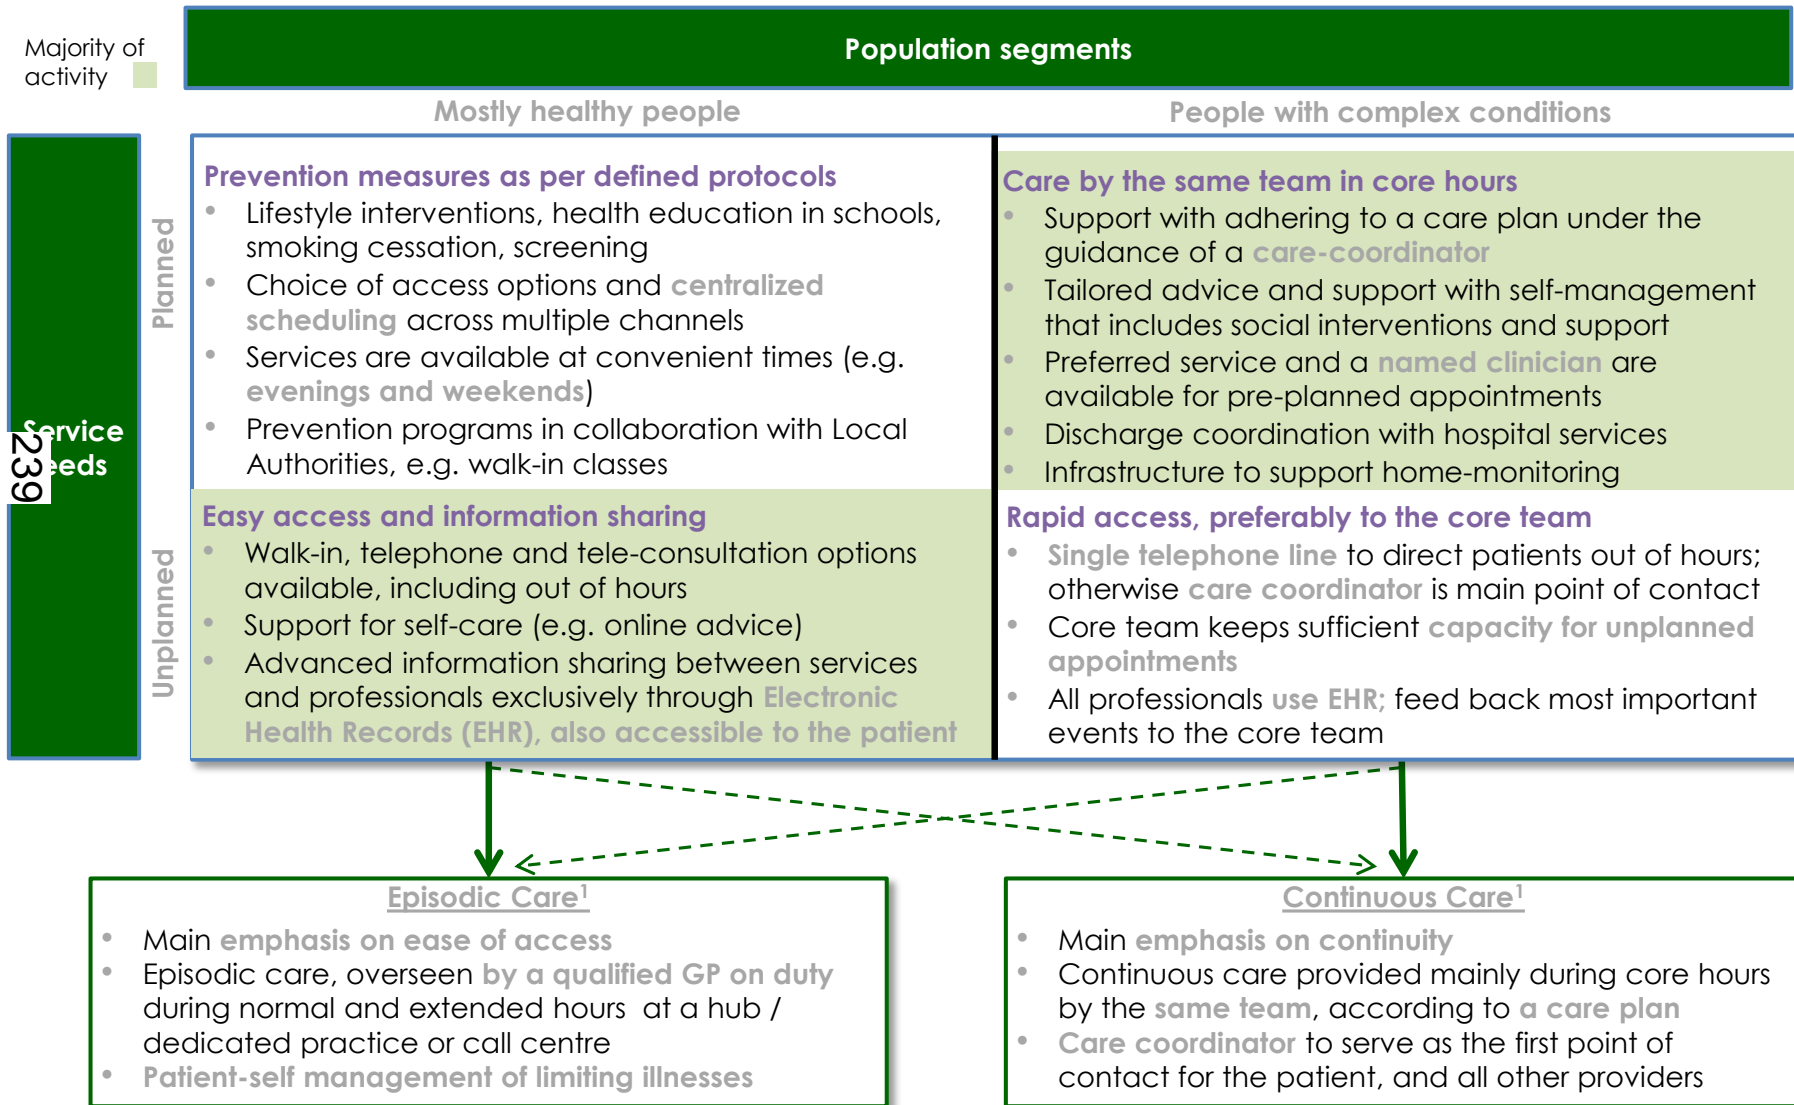 Majority of
activity
Population segments
Mostly healthy people
People with complex conditions
Service
eeds
239
Planned
Unplanned
Prevention measures as per defined protocols
• Lifestyle interventions, health education in schools,
smoking cessation, screening
• Choice of access options and centralized
scheduling across multiple channels
• Services are available at convenient times (e.g.
evenings and weekends)
• Prevention programs in collaboration with Local
Authorities, e.g. walk-in classes
Care by the same team in core hours
• Support with adhering to a care plan under the
guidance of a care-coordinator
• Tailored advice and support with self-management
that includes social interventions and support
• Preferred service and a named clinician are
available for pre-planned appointments
• Discharge coordination with hospital services
• Infrastructure to support home-monitoring
Easy access and information sharing
• Walk-in, telephone and tele-consultation options
available, including out of hours
• Support for self-care (e.g. online advice)
• Advanced information sharing between services
and professionals exclusively through Electronic
Health Records (EHR), also accessible to the patient
Rapid access, preferably to the core team
• Single telephone line to direct patients out of hours;
otherwise care coordinator is main point of contact
• Core team keeps sufficient capacity for unplanned
appointments
• All professionals use EHR; feed back most important
events to the core team
Episodic Care1
• Main emphasis on ease of access
• Episodic care, overseen by a qualified GP on duty
during normal and extended hours at a hub /
dedicated practice or call centre
• Patient-self management of limiting illnesses
Continuous Care1
• Main emphasis on continuity
• Continuous care provided mainly during core hours
by the same team, according to a care plan
• Care coordinator to serve as the first point of
contact for the patient, and all other providers